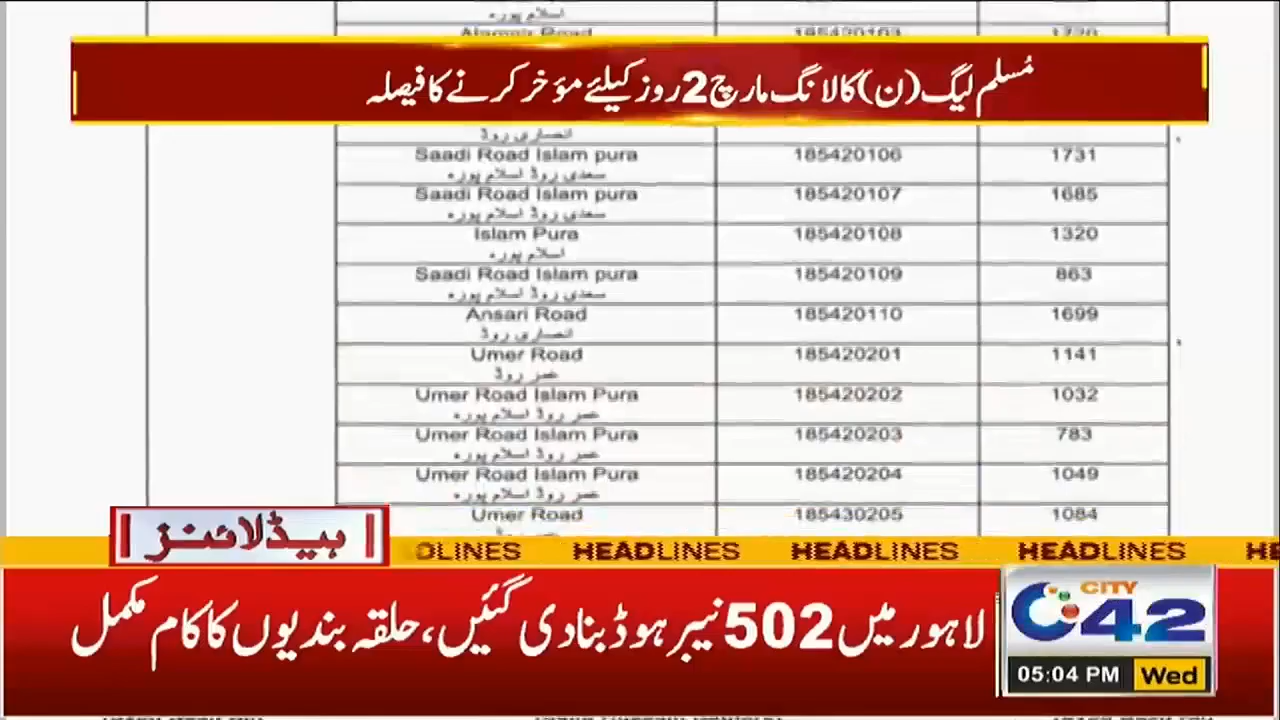 اسلام پورہ
مُسلم لیگ (ن) کا لانگ مارچ 2 روز کیلئے مؤخر کرنے کا فیصلہ
انصاری روڈ
Saadi Road Islam pura 185420106 1731
سعدی روڈ اسلام پورہ
Saadi Road Islam pura 185420107 1685
سعدی روڈ اسلام پورہ
Islam Pura 185420108 1320
اسلام پورہ
Saadi Road Islam pura 185420109 863
سعدی روڈ اسلام پورہ
Ansari Road 185420110 1699
انصاری روڈ
Umer Road 185420201 1141
عمر روڈ
Umer Road Islam Pura 185420202 1032
عمر روڈ اسلام پورہ
Umer Road Islam Pura 185420203 783
عمر روڈ اسلام پورہ
Umer Road Islam Pura 185420204 1049
عمر روڈ اسلام پورہ
Umer Road 185430205 1084
ہیڈلائنز
DLINES HEADLINES HEADLINES HEADLINES HE
لاہور میں 502 نیبر ہوڈ بنا دی گئیں، حلقہ بندیوں کا کام مکمل
CITY
42
05:04 PM Wed